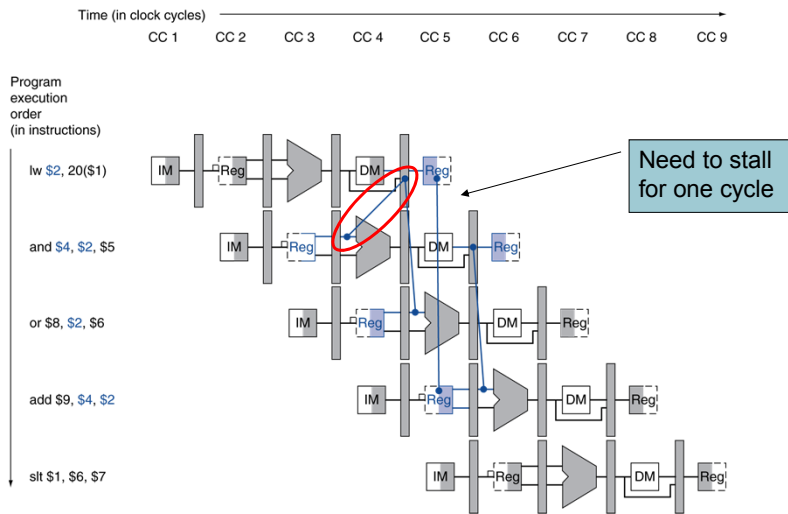 Time (in clock cycles)
CC 1 CC 2 CC 3 CC 4 CC 5 CC 6 CC 7 CC 8 CC 9
Program
execution
order
(in instructions)
lw $2, 20($1) IM Reg DM Reg
Need to stall
for one cycle
and $4, $2, $5 IM Reg DM Reg
or $8, $2, $6 IM Reg DM Reg
add $9, $4, $2 IM Reg DM Reg
slt $1, $6, $7 IM Reg DM Reg